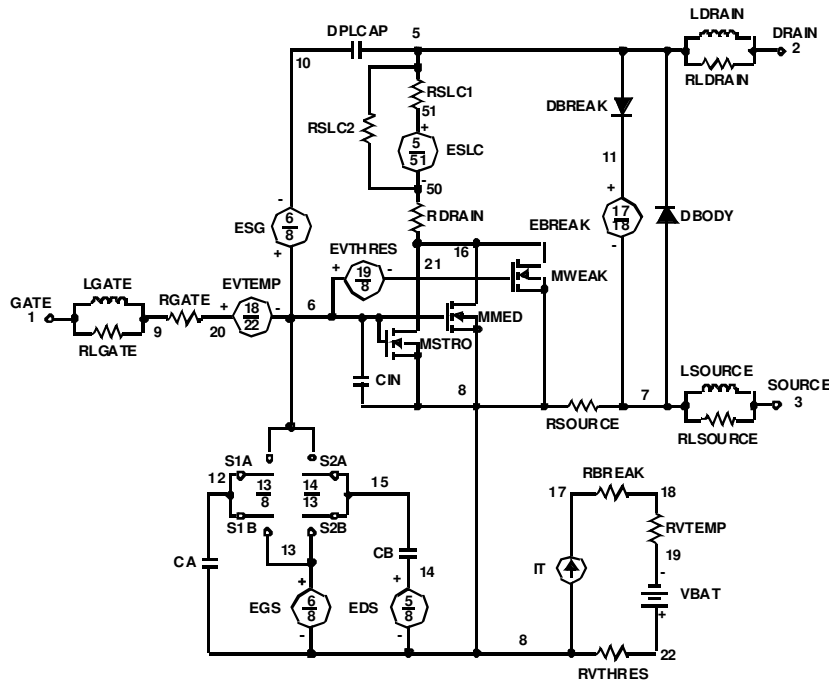 LDRAIN
DPLCAP 5 DRAIN
2
10
RLDRAIN
RSLC1
51
DBREAK
RSLC2
+
5
51
ESLC
11
-
50
-
+
6
8
ESG
RDRAIN
EBREAK
17
18
DBODY
+
EVTHRES
16
-
+ 19
8 -
21
MWEAK
LGATE
EVTEMP
GATE
1
RGATE + 18
22 - 6
MMED
9 20
MSTRO
RLGATE
CIN
LSOURCE
8 7 SOURCE
3
RSOURCE
RLSOURCE
S1A S2A
12 13
8 14
13 15
RBREAK
17 18
S1B S2B
RVTEMP
13
CA CB 19
14 IT -
+ +
VBAT
EGS 6
8 EDS 5
8
+
- -
8 22
RVTHRES